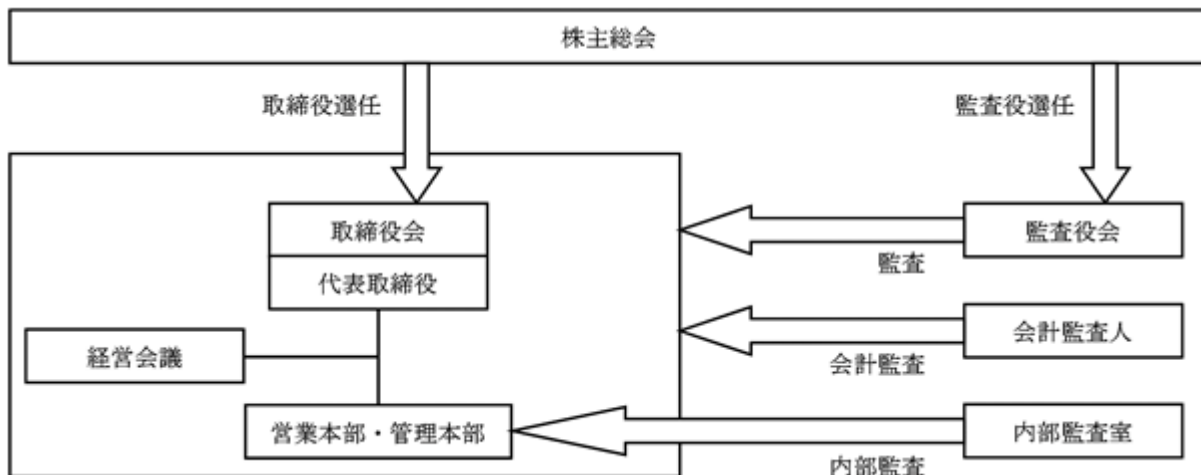 株主総会
取締役選任
監査役選任
取締役会
監査役会
監査
代表取締役
会計監査人
経営会議
会計監査
営業本部・管理本部
内部監査室
内部監査